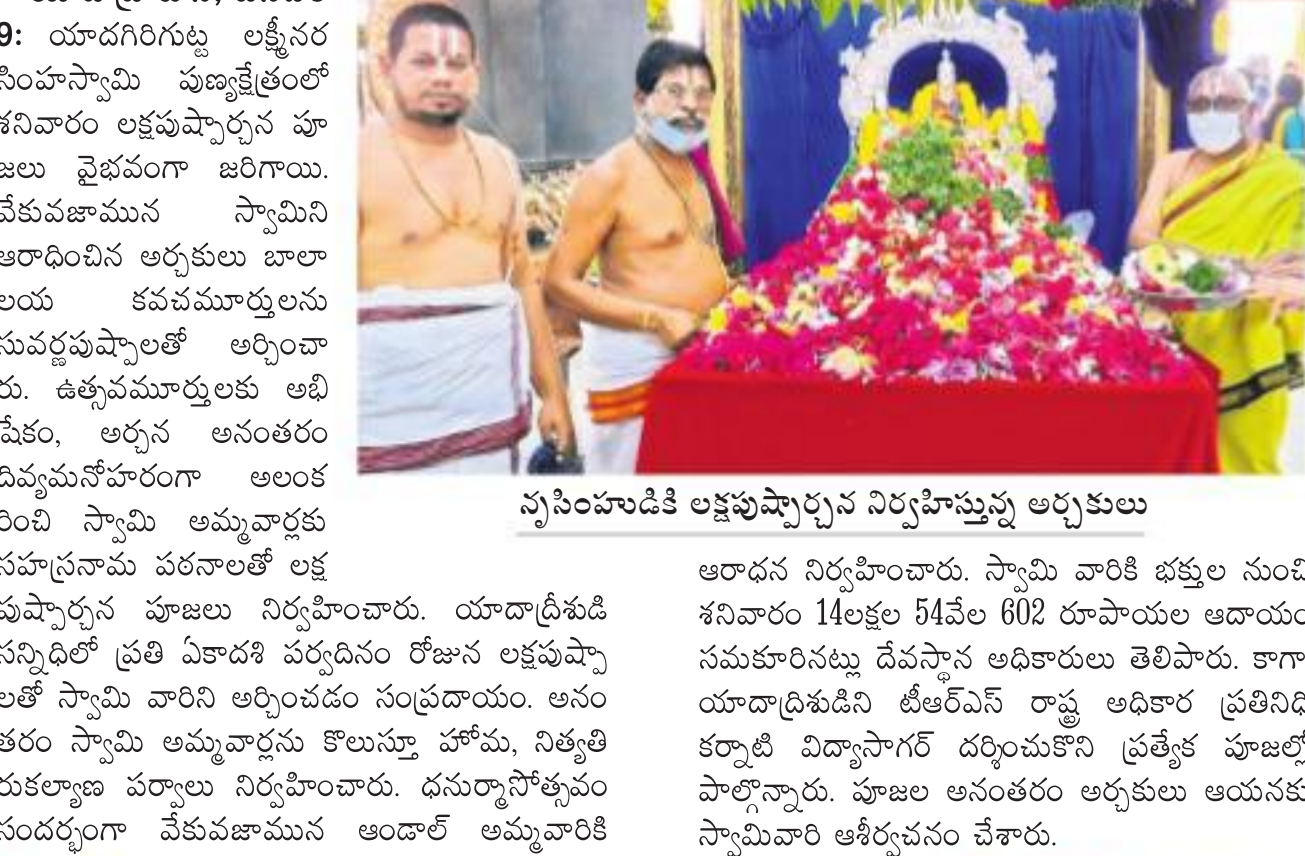 9: యాదగిరిగుట్ట లక్ష్మీనర
సింహస్వామి పుణ్యక్షేత్రంలో
శనివారం లక్షపుష్పార్చన పూ
జలు వైభవంగా జరిగాయి.
వేకువజామున స్వామిని
ఆరాధించిన అర్చకులు బాలా
లయ కవచమూర్తులను
సువర్ణపుష్పాలతో అర్చించా
రు. ఉత్సవమూర్తులకు అభి
షేకం, అర్చన అనంతరం
దివ్యమనోహరంగా అలంక
రించి స్వామి అమ్మవార్లకు
సహస్రనామ పఠనాలతో లక్ష
పుష్పార్చన పూజలు నిర్వహించారు. యాదాద్రీశుడి
సన్నిధిలో ప్రతి ఏకాదశి పర్వదినం రోజున లక్షపుష్పా
లతో స్వామి వారిని అర్చించడం సంప్రదాయం. అనం
తరం స్వామి అమ్మవార్లను కొలుస్తూ హోమ, నిత్యతి
రుకల్యాణ పర్వాలు నిర్వహించారు. ధనుర్మాసోత్సవం
సందర్భంగా వేకువజామున ఆండాల్ అమ్మవారికి
నృసింహుడికి లక్షపుష్పార్చన నిర్వహిస్తున్న అర్చకులు
ఆరాధన నిర్వహించారు. స్వామి వారికి భక్తుల నుంచి
శనివారం 14లక్షల 54వేల 602 రూపాయల ఆదాయం
సమకూరినట్లు దేవస్థాన అధికారులు తెలిపారు. కాగా
యాదాద్రిశుడిని టీఆర్ఎస్ రాష్ట్ర అధికార ప్రతినిధి
కర్నాటి విద్యాసాగర్ దర్శించుకొని ప్రత్యేక పూజల్లో
పాల్గొన్నారు. పూజల అనంతరం అర్చకులు ఆయనకు
స్వామివారి ఆశీర్వచనం చేశారు.